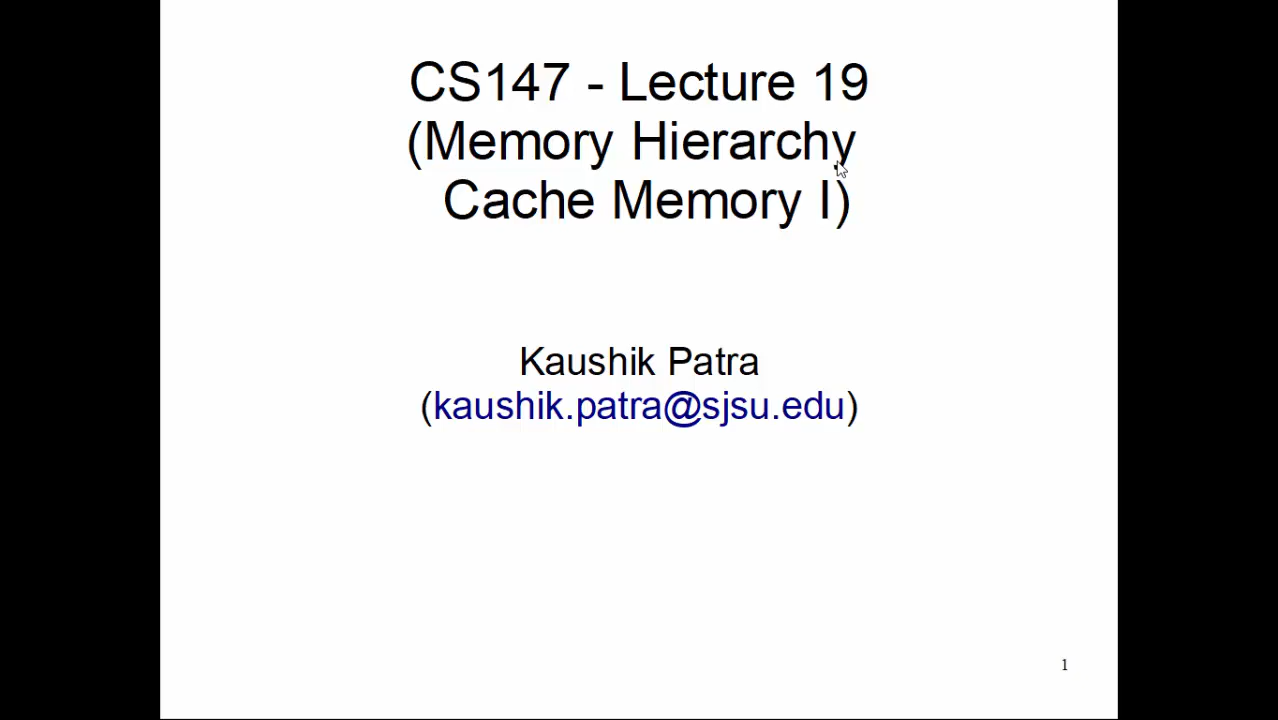 CS147 - Lecture 19
(Memory Hierarchy
Cache Memory I)
Kaushik Patra
(kaushik.patra@sjsu.edu)
1